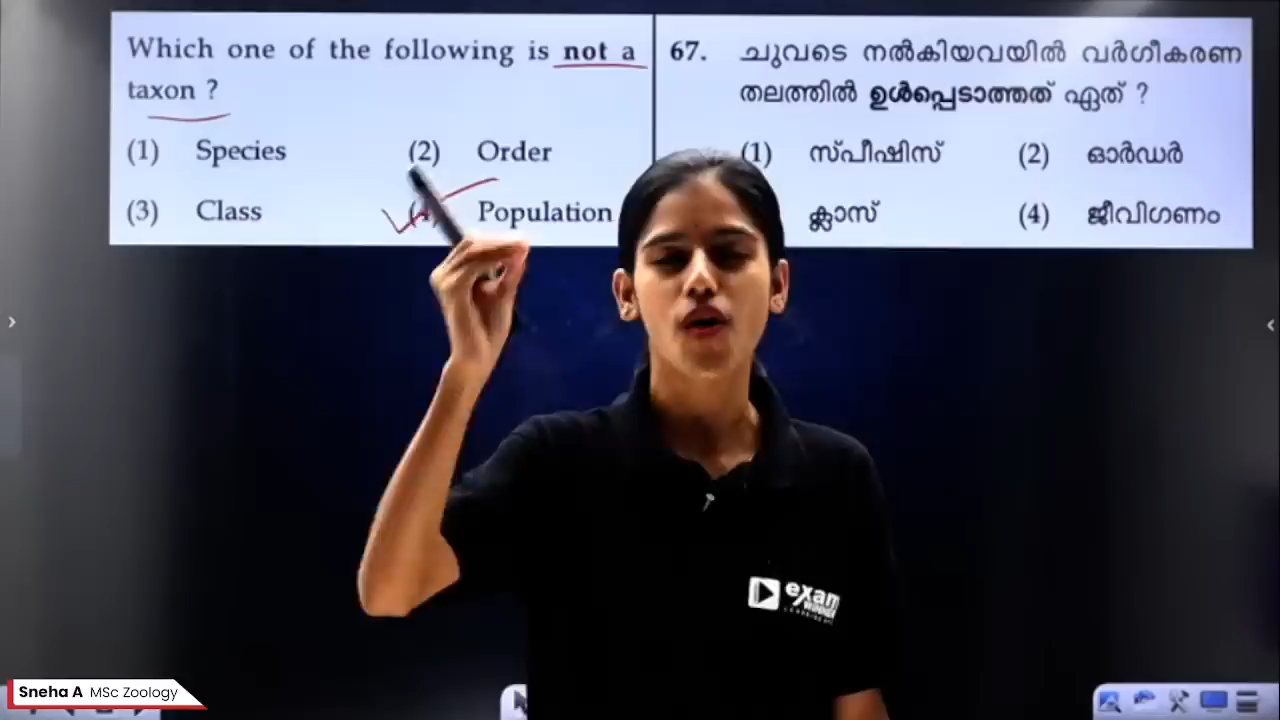 Which one of the following is not a
taxon ?
(1) Species (2) Order
(3) Class Population
67. ചുവടെ നൽകിയവയിൽ വർഗീകരണ
തലത്തിൽ ഉൾപ്പെടാത്തത് ഏത് ?
(1) സ്പീഷിസ് (2) ഓർഡർ
ക്ലാസ് (4) ജീവിഗണം
exam
WINNER
Sneha A MSc Zoology